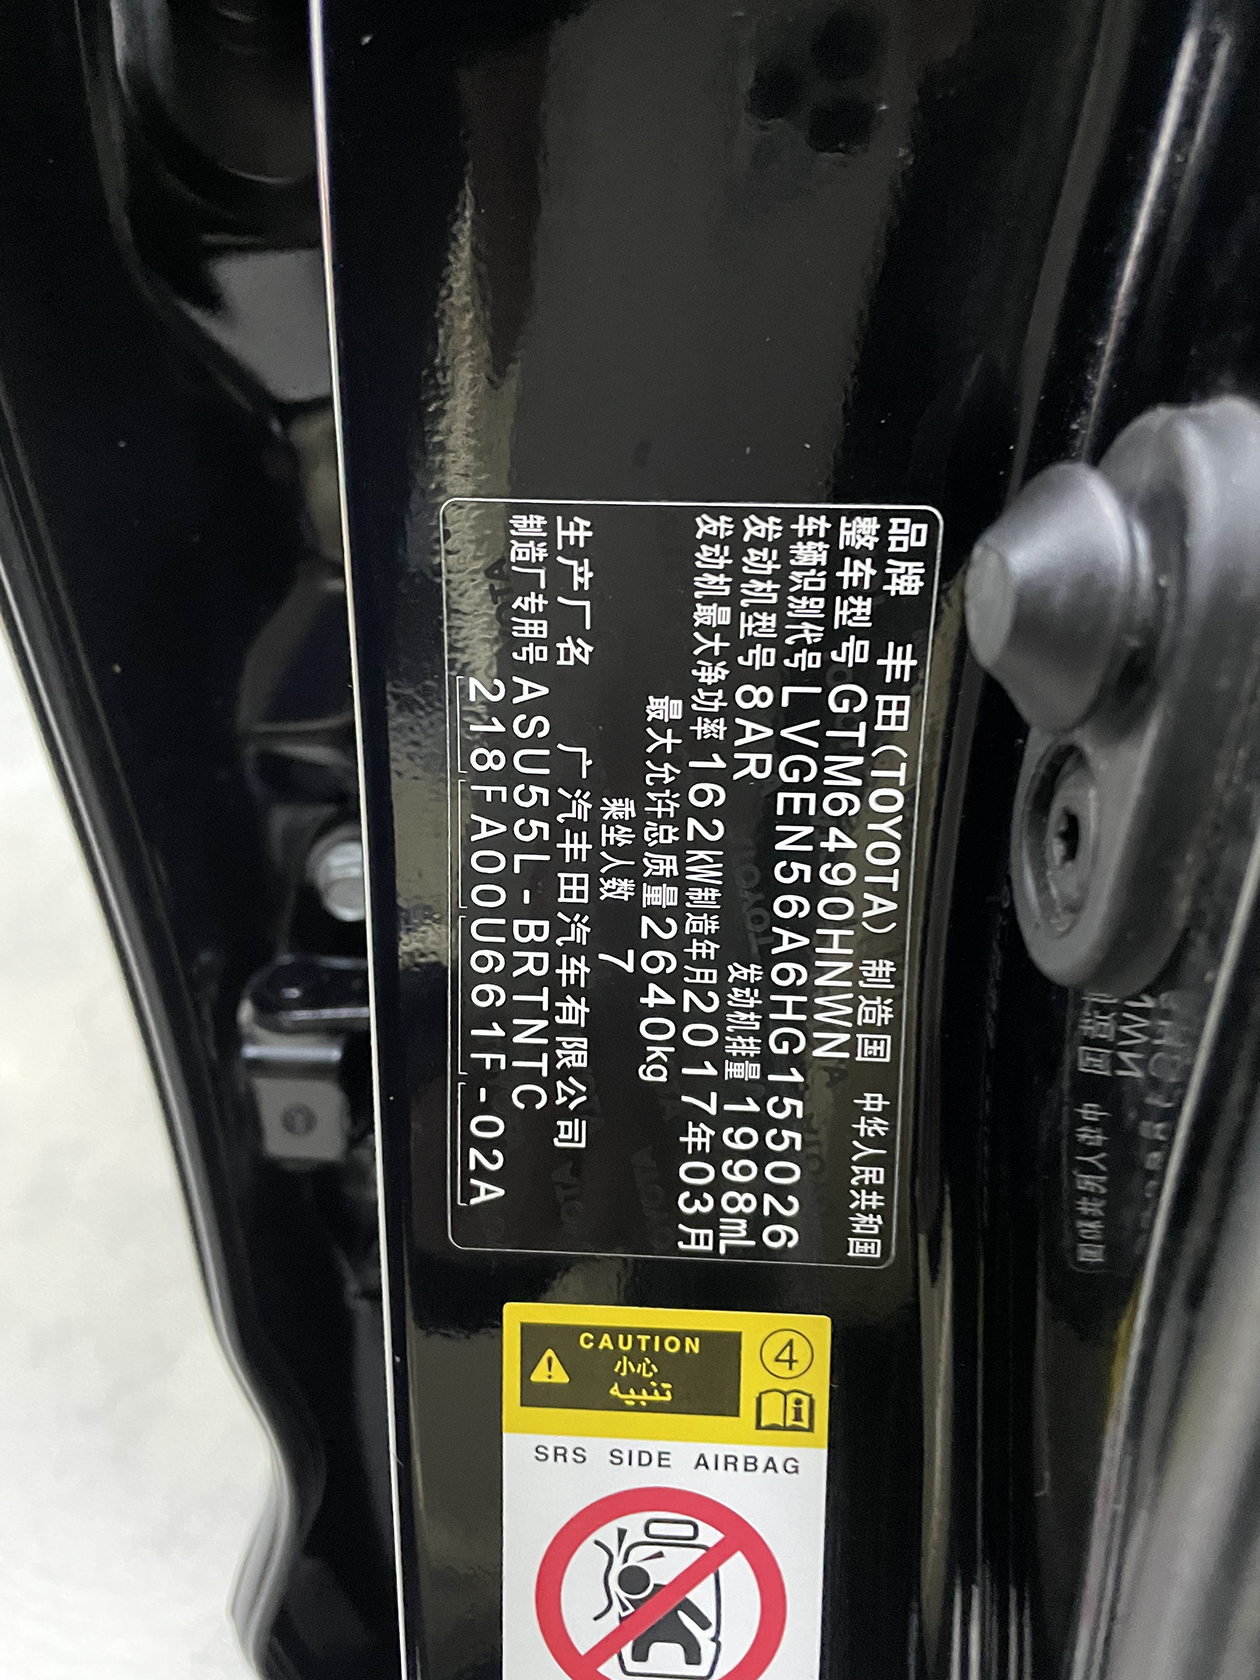 品牌 丰田(TOYOTA) 制造国 中华人民共和国
整车型号 GTM6490HNWN
车辆识别代号 LVGEN56A6HG155026
发动机型号 8AR 发动机排量 1998mL
发动机最大净功率 162kW 制造年月 2017年03月
最大允许总质量 2640kg
乘坐人数 7
生产厂名 广汽丰田汽车有限公司
制造厂专用号 ASU55L-BRTNTC
218FA00U661F-02A
CAUTION
小心
تنبيه
4
SRS SIDE AIRBAG